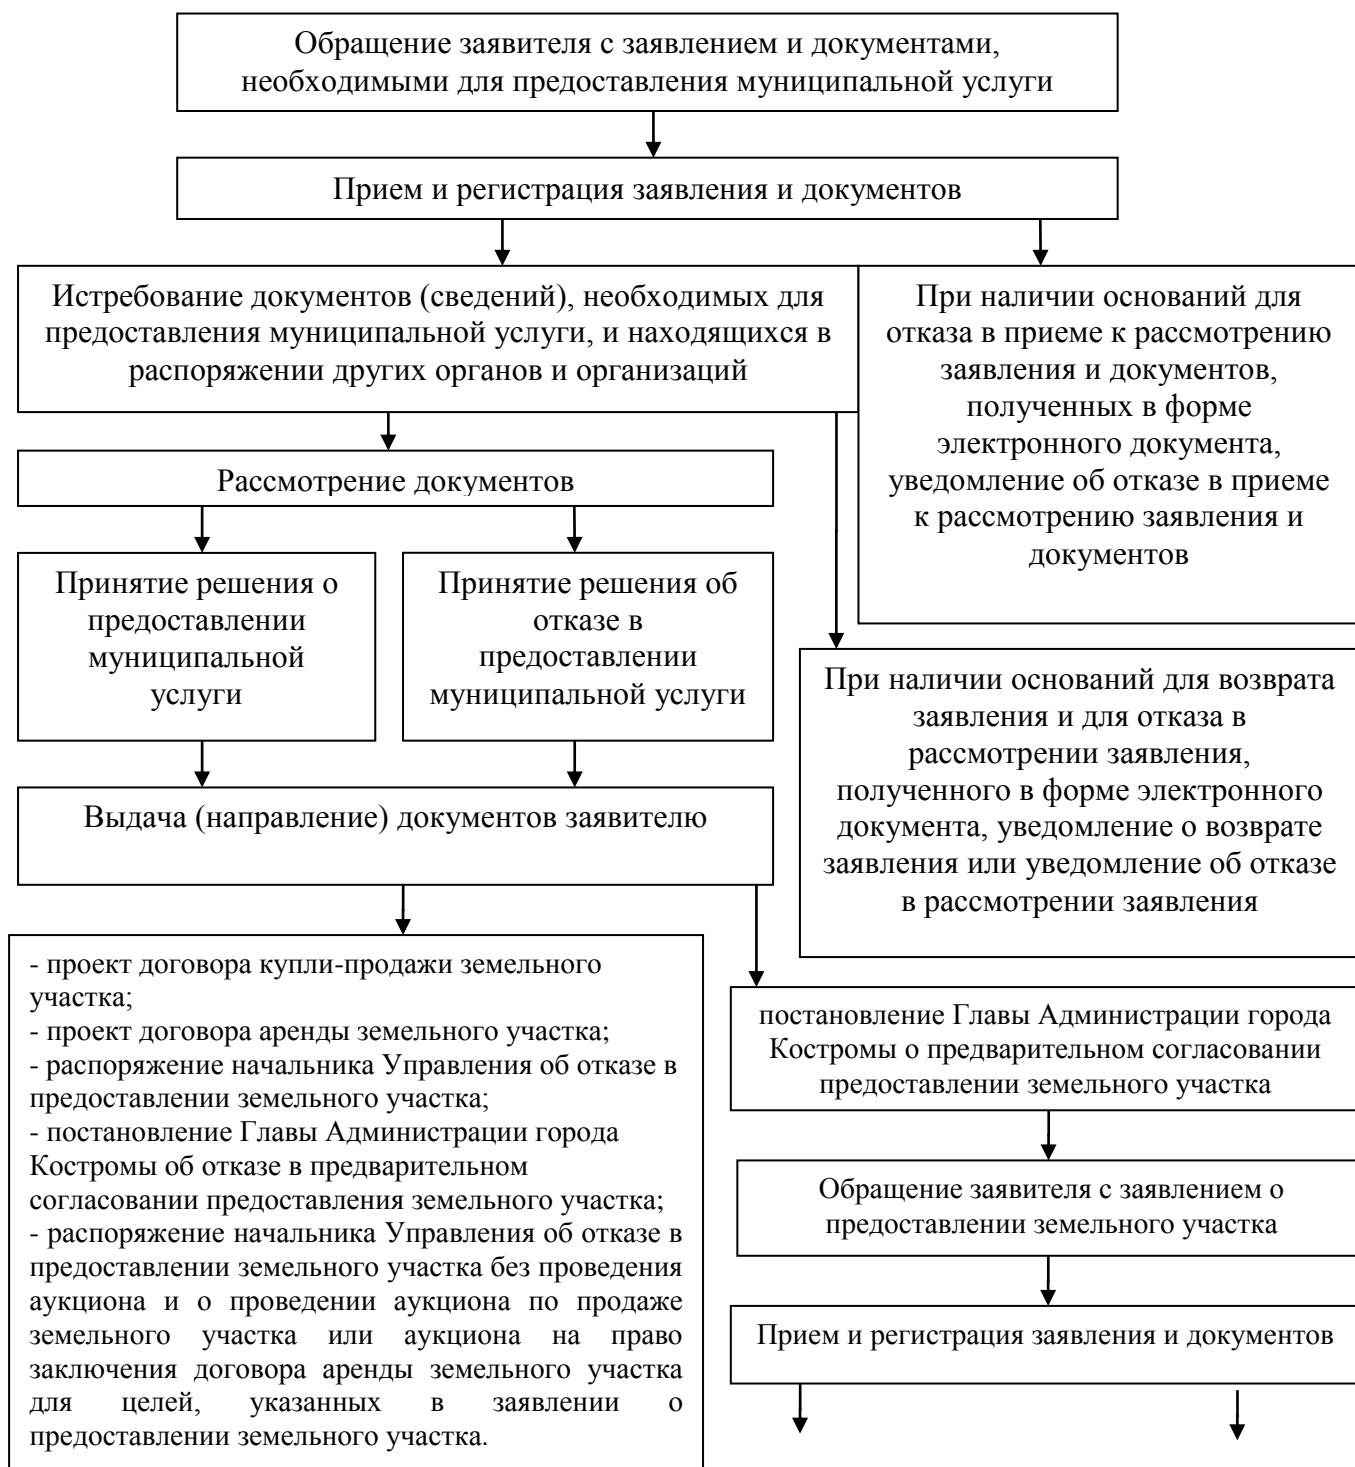 Обращение заявителя с заявлением и документами,
необходимыми для предоставления муниципальной услуги
Прием и регистрация заявления и документов
Истребование документов (сведений), необходимых для
предоставления муниципальной услуги, и находящихся в
распоряжении других органов и организаций
При наличии оснований для
отказа в приеме к рассмотрению
заявления и документов,
полученных в форме
электронного документа,
уведомление об отказе в приеме
к рассмотрению заявления и
документов
Рассмотрение документов
Принятие решения о
предоставлении
муниципальной
услуги
Принятие решения об
отказе в
предоставлении
муниципальной услуги
При наличии оснований для возврата
заявления и для отказа в
рассмотрении заявления,
полученного в форме электронного
документа, уведомление о возврате
заявления или уведомление об отказе
в рассмотрении заявления
Выдача (направление) документов заявителю
- проект договора купли-продажи земельного
участка;
- проект договора аренды земельного участка;
- распоряжение начальника Управления об отказе в
предоставлении земельного участка;
- постановление Главы Администрации города
Костромы об отказе в предварительном
согласовании предоставления земельного участка;
- распоряжение начальника Управления об отказе в
предоставлении земельного участка без проведения
аукциона и о проведении аукциона по продаже
земельного участка или аукциона на право
заключения договора аренды земельного участка
для целей, указанных в заявлении о
предоставлении земельного участка.
постановление Главы Администрации города
Костромы о предварительном согласовании
предоставлении земельного участка
Обращение заявителя с заявлением о
предоставлении земельного участка
Прием и регистрация заявления и документов